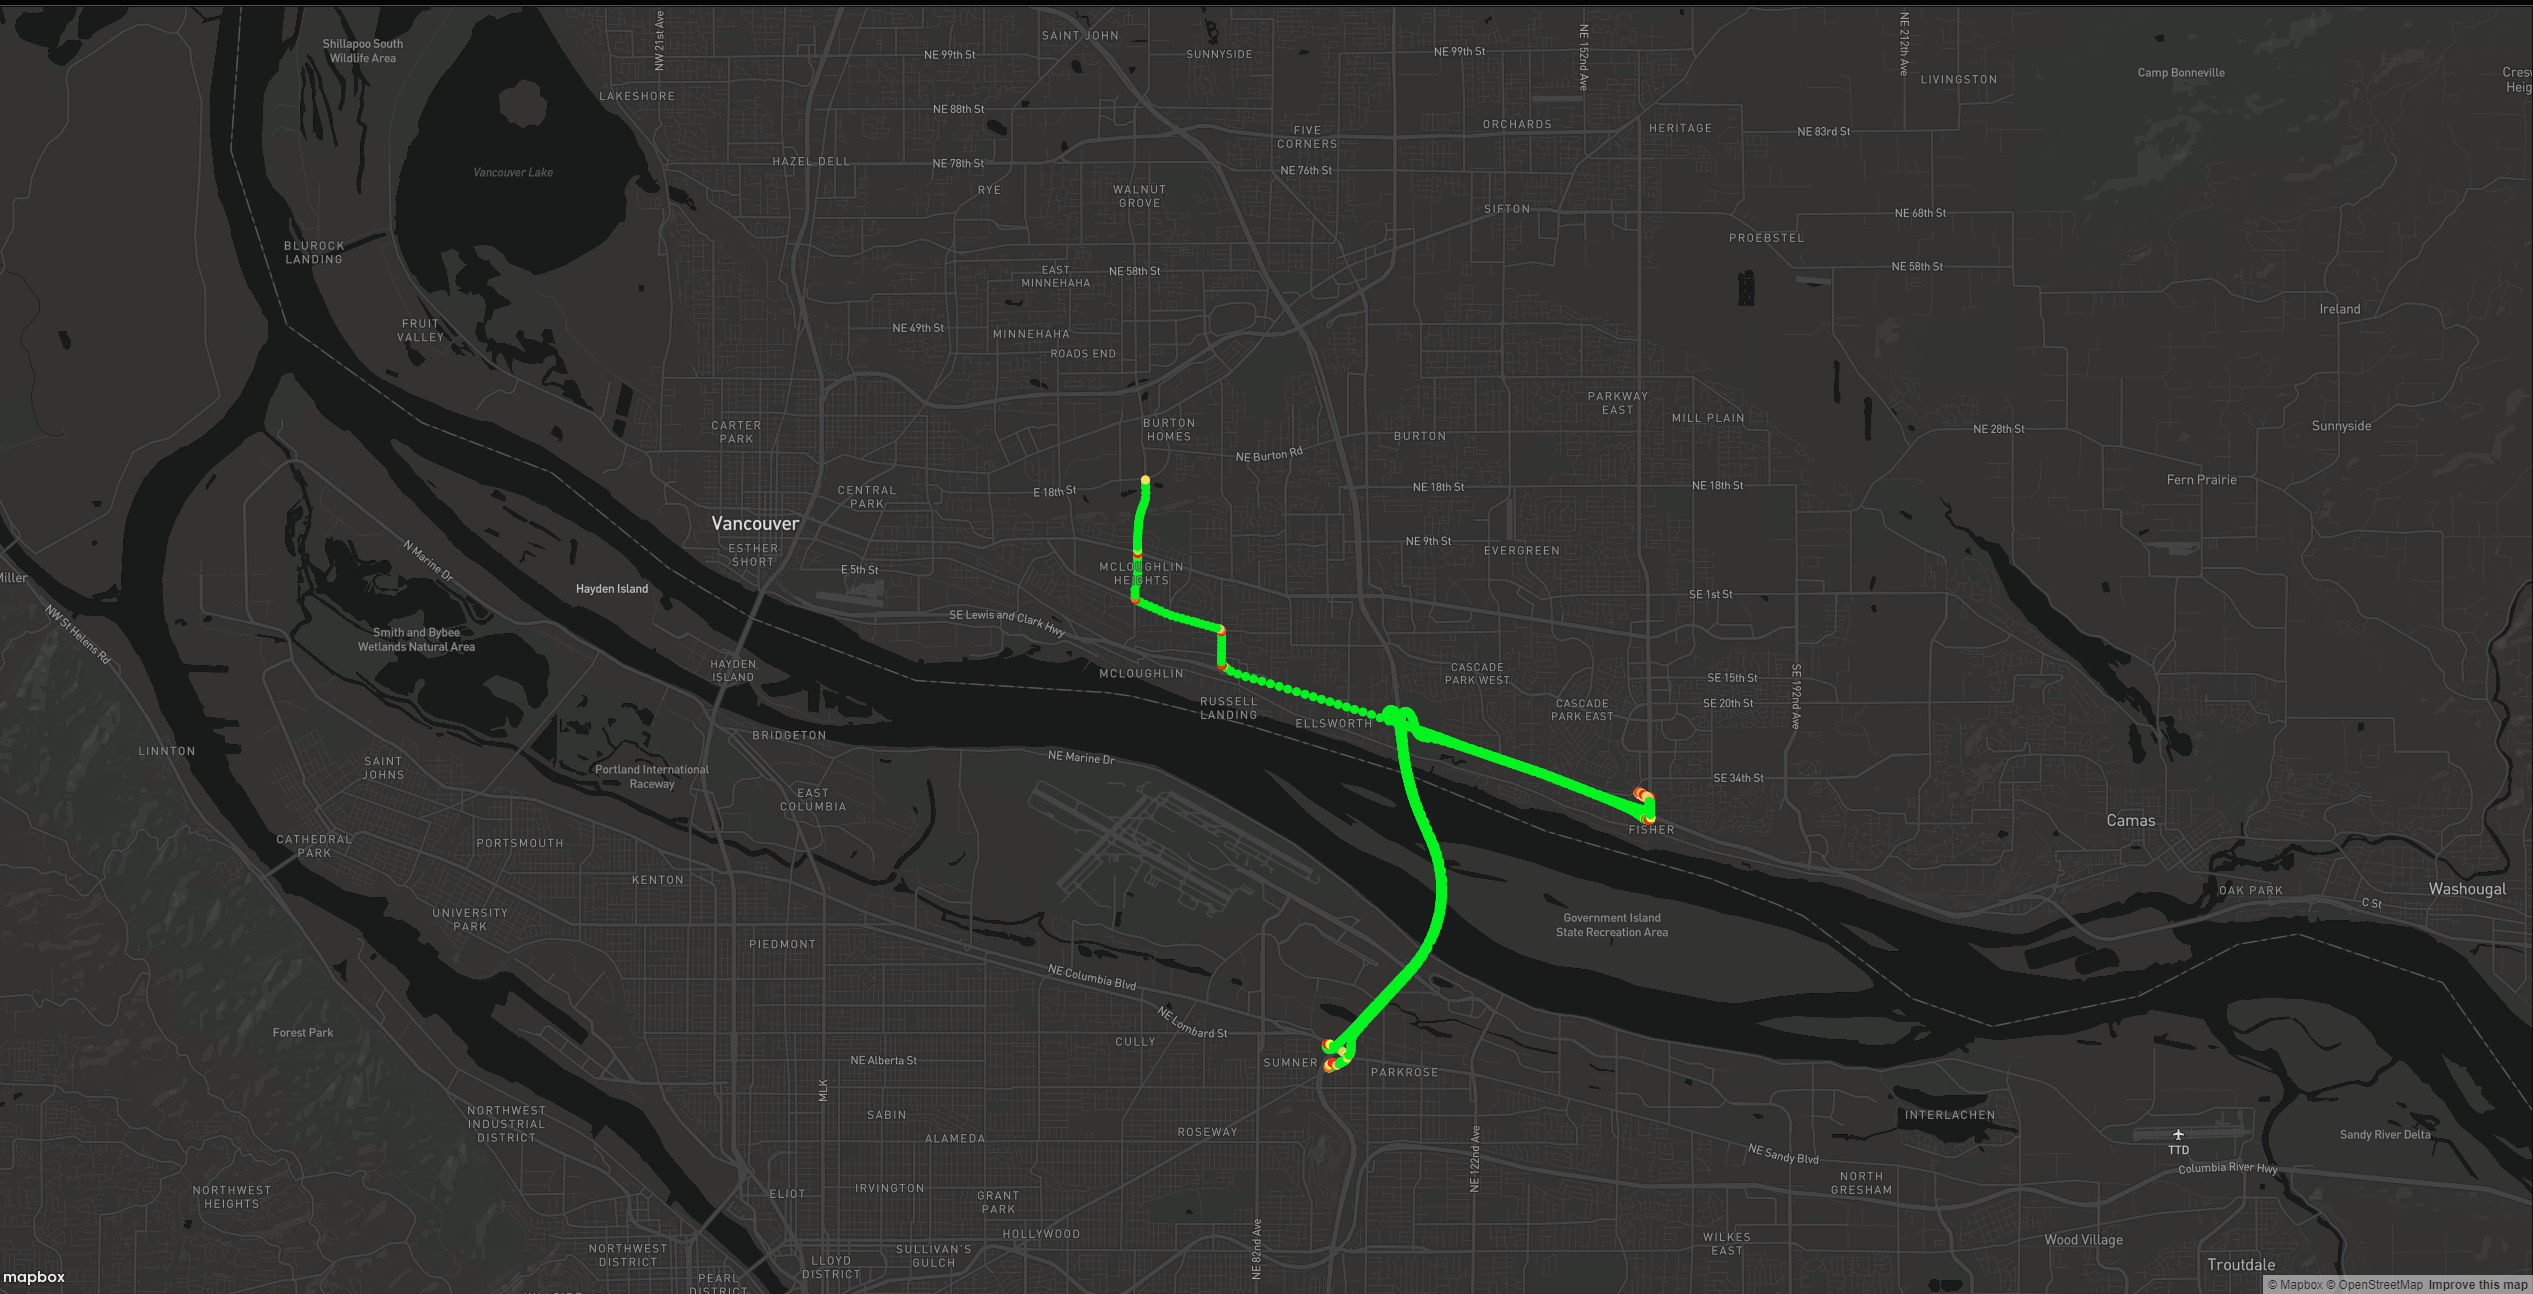 Shillapoo South
Wildlife Area
NW 21st Ave
SAINT JOHN
SUNNYSIDE
NE 99th St
NE 99th St
NE 152nd Ave
NE 212th Ave
LIVINGSTON
Camp Bonneville
LAKESHORE
NE 88th St
FIVE
CORNERS
ORCHARDS
HERITAGE
NE 83rd St
Vancouver Lake
HAZEL DELL
NE 78th St
NE 76th St
RYE
WALNUT
GROVE
SIFTON
NE 68th St
BLUROCK
LANDING
PROEBSTEL
EAST
MINNEHAHA
NE 58th St
NE 58th St
Ireland
FRUIT
VALLEY
NE 49th St
MINNEHAHA
ROADS END
PARKWAY
EAST
MILL PLAIN
CARTER
PARK
BURTON
HOMES
BURTON
NE 28th St
Sunnyside
NE Burton Rd
CENTRAL
PARK
E 18th St
NE 18th St
NE 18th St
Fern Prairie
Vancouver
ESTHER
SHORT
N Marine Dr
NE 9th St
EVERGREEN
Miller
Hayden Island
E 5th St
MCLOUGHLIN
HEIGHTS
SE 1st St
NW St Helens Rd
Smith and Bybee
Wetlands Natural Area
SE Lewis and Clark Hwy
HAYDEN
ISLAND
MCLOUGHLIN
CASCADE
PARK WEST
SE 15th St
SE 192nd Ave
RUSSELL
LANDING
CASCADE
PARK EAST
SE 20th St
ELLSWORTH
LINNTON
BRIDGETON
SAINT
JOHNS
Portland International
Raceway
NE Marine Dr
SE 34th St
EAST
COLUMBIA
FISHER
Camas
CATHEDRAL
PARK
PORTSMOUTH
KENTON
OAK PARK
Washougal
C St
UNIVERSITY
PARK
Government Island
State Recreation Area
PIEDMONT
NE Columbia Blvd
Forest Park
NE Lombard St
CULLY
NE Alberta St
SUMNER
PARKROSE
MLK
SABIN
NORTHWEST
INDUSTRIAL
DISTRICT
ALAMEDA
ROSEWAY
NE 122nd Ave
INTERLACHEN
TTD
Sandy River Delta
NE Sandy Blvd
Columbia River Hwy
NORTH
GRESHAM
NORTHWEST
HEIGHTS
ELIOT
IRVINGTON
GRANT
PARK
HOLLYWOOD
NE 82nd Ave
NORTHWEST
DISTRICT
LLOYD
DISTRICT
SULLIVAN'S
GULCH
WILKES
EAST
Wood Village
Troutdale
PEARL
DISTRICT
mapbox
© Mapbox © OpenStreetMap Improve this map